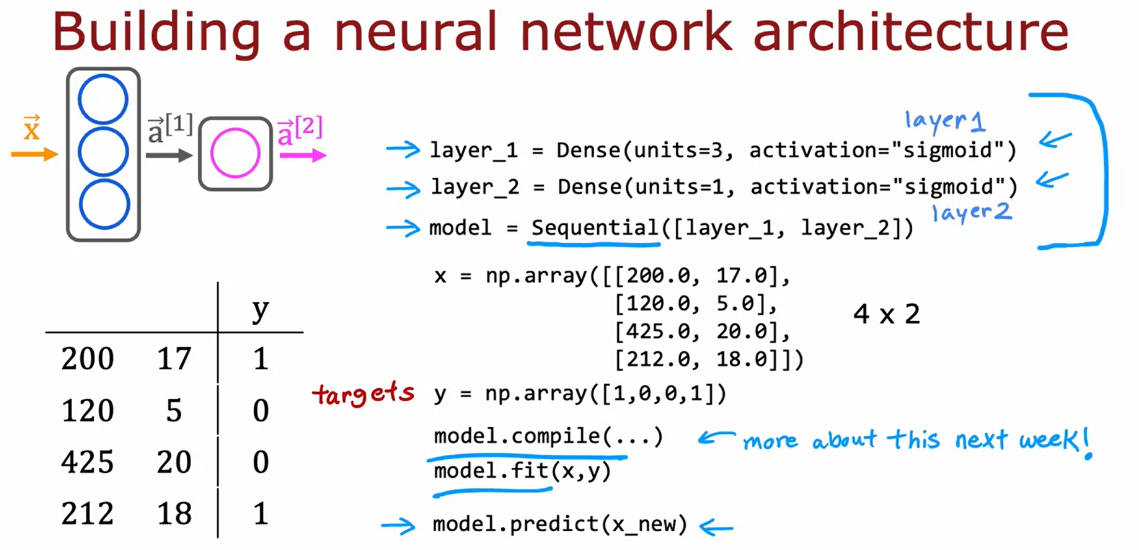 Building a neural network architecture
x⃗
a⃗[1]
a⃗[2]
layer1
layer_1 = Dense(units=3, activation="sigmoid")
layer_2 = Dense(units=1, activation="sigmoid")
layer2
model = Sequential([layer_1, layer_2])
x = np.array([[200.0, 17.0],
[120.0, 5.0],
[425.0, 20.0],
[212.0, 18.0]])
4 x 2
targets y = np.array([1,0,0,1])
model.compile(...) more about this next week!
model.fit(x,y)
model.predict(x_new)
y
200 17 1
120 5 0
425 20 0
212 18 1